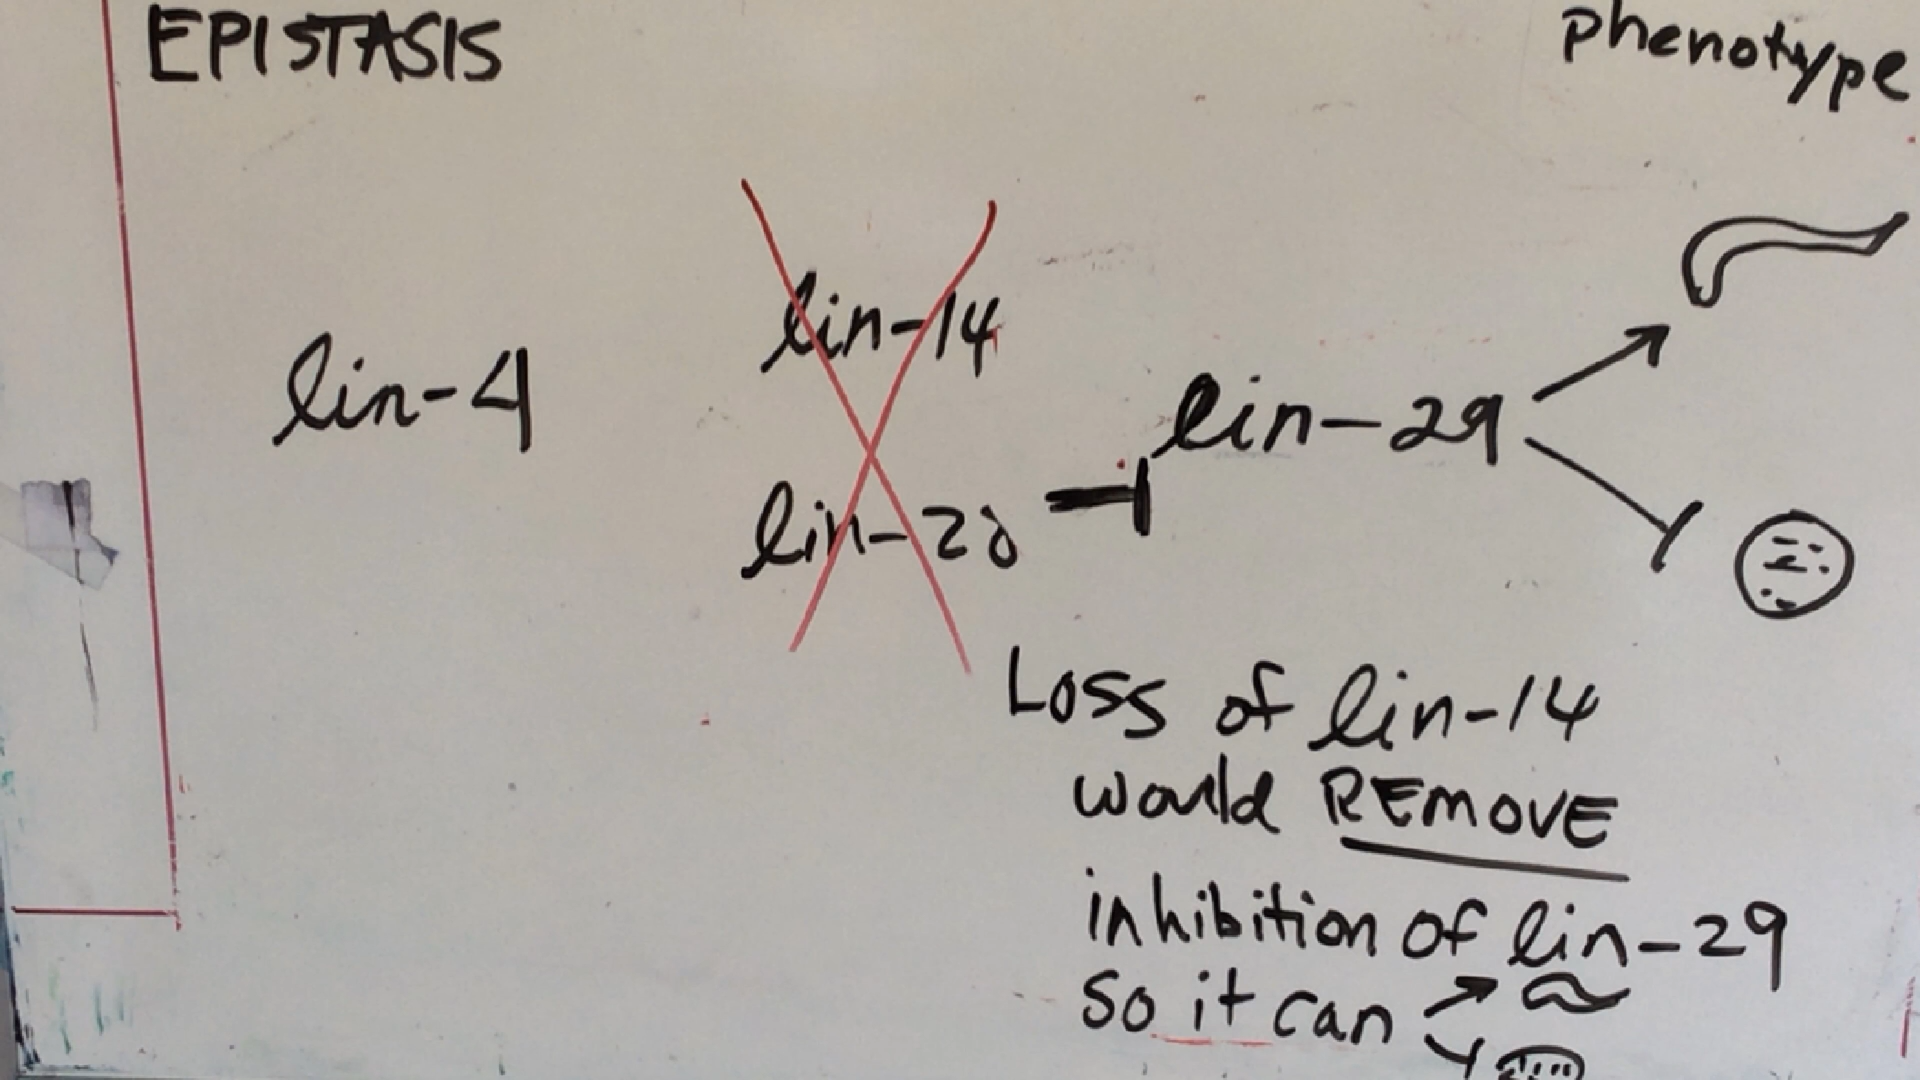 EPISTASIS
phenotype
lin-14
lin-4
lin-29
lin-28
Loss of lin-14
would REMOVE
inhibition of lin-29
so it can